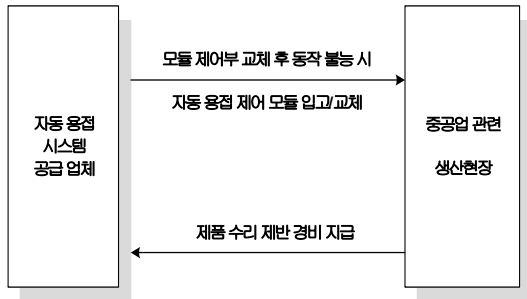 모듈 제어부 교체 후 동작 불능 시
자동 용접 제어 모듈 입고/교체
자동 용접
시스템
공급 업체
중공업 관련
생산현장
제품 수리 제반 경비 지급